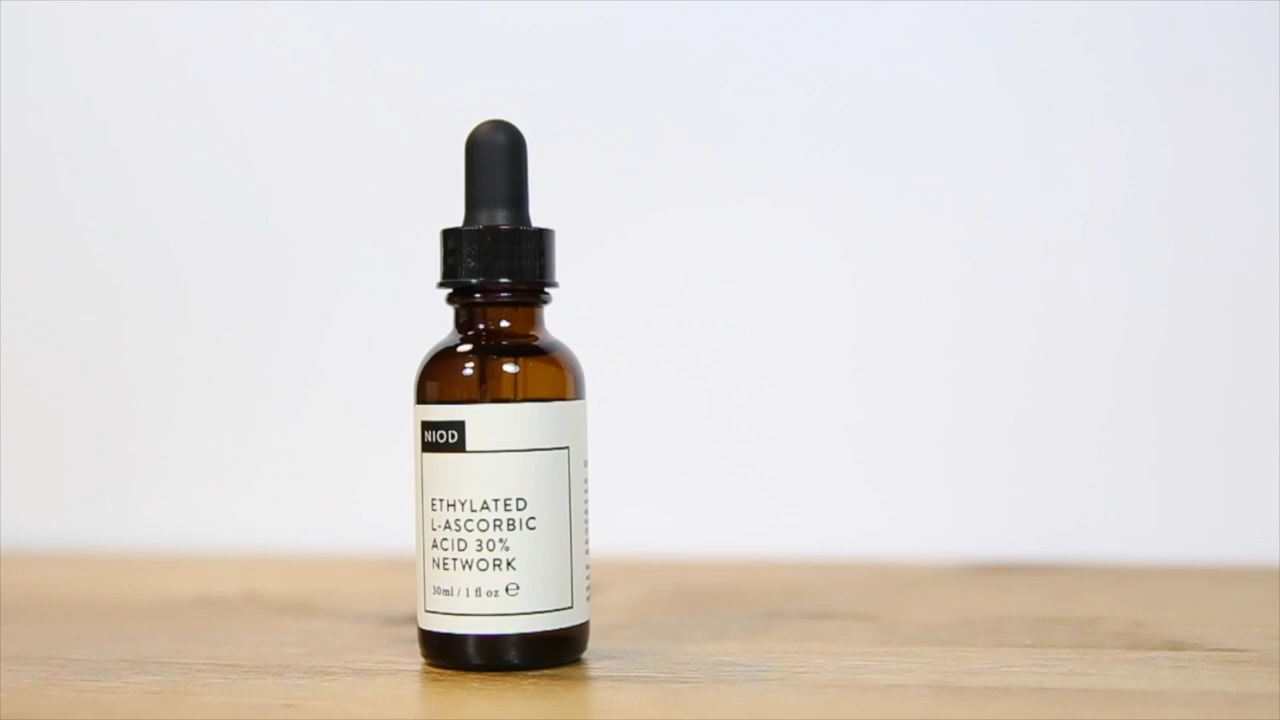 NIOD
ETHYLATED
L-ASCORBIC
ACID 30%
NETWORK
30ml / 1 fl oz ℮